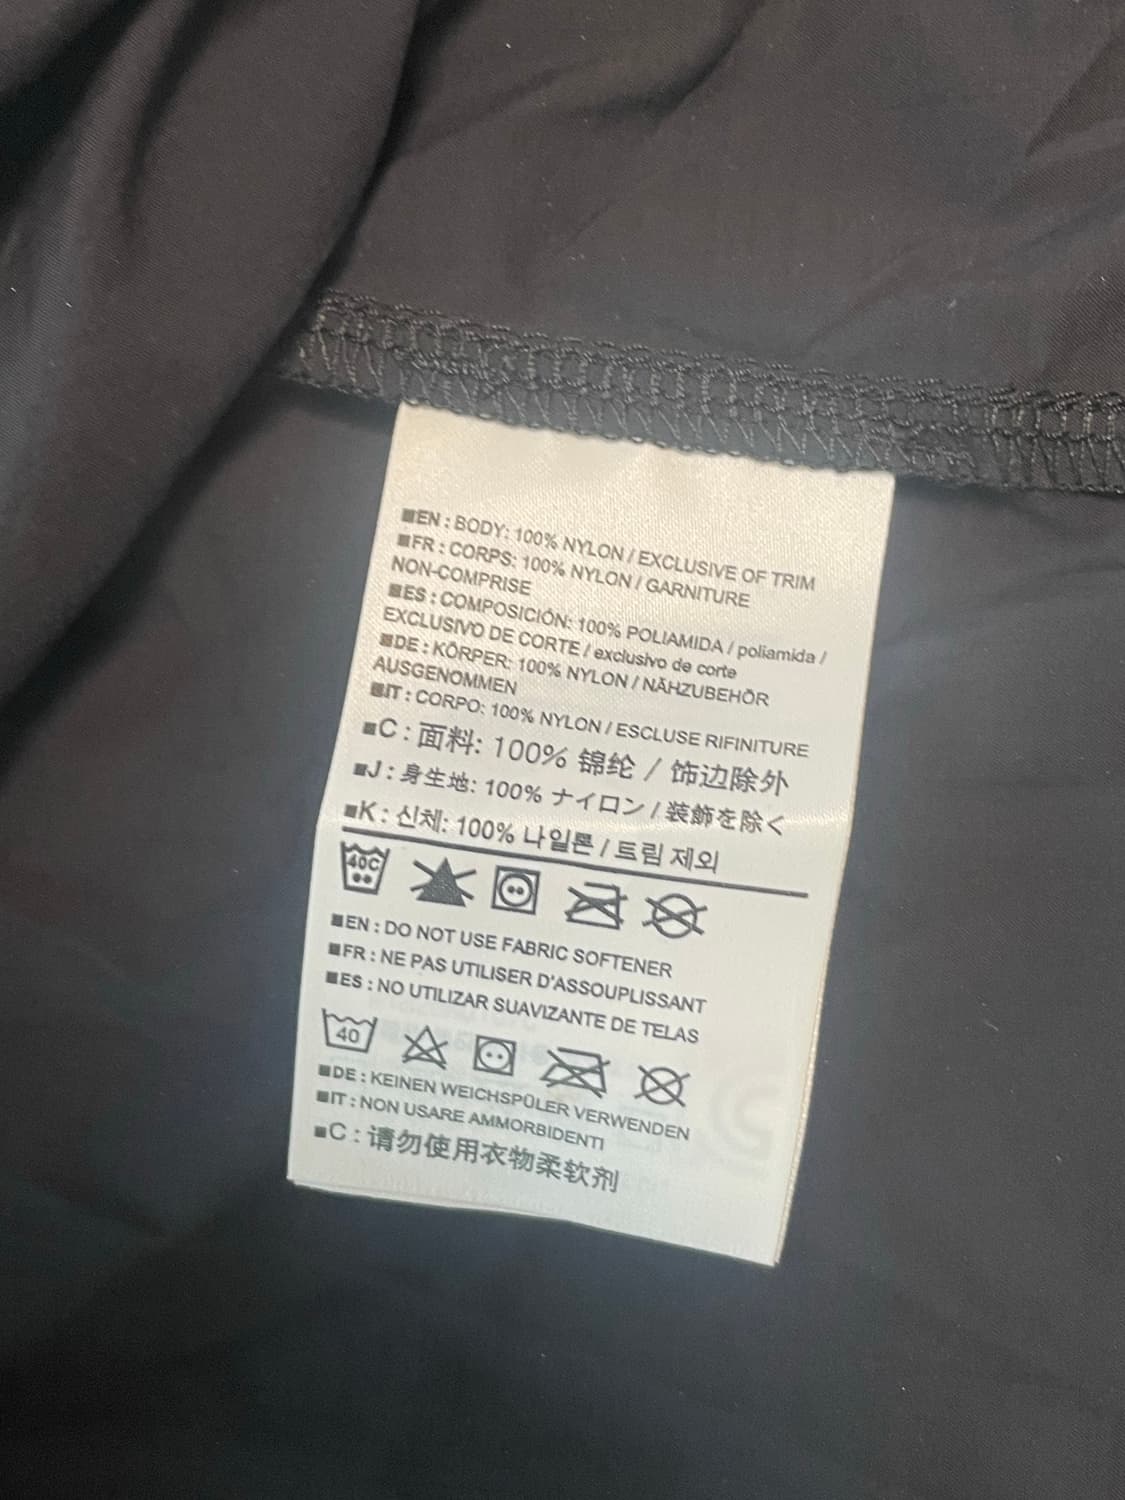 ■EN : BODY: 100% NYLON / EXCLUSIVE OF TRIM
■FR : CORPS: 100% NYLON / GARNITURE
NON-COMPRISE
■ES : COMPOSICIÓN: 100% POLIAMIDA / poliamida /
EXCLUSIVO DE CORTE / exclusivo de corte
■DE : KÖRPER: 100% NYLON / NÄHZUBEHÖR
AUSGENOMMEN
■IT : CORPO: 100% NYLON / ESCLUSE RIFINITURE
■C : 面料: 100% 锦纶 / 饰边除外
■J : 身生地: 100% ナイロン / 装飾を除く
■K : 신체: 100% 나일론 / 트림 제외
40C
■EN : DO NOT USE FABRIC SOFTENER
■FR : NE PAS UTILISER D'ASSOUPLISSANT
■ES : NO UTILIZAR SUAVIZANTE DE TELAS
40
■DE : KEINEN WEICHSPÜLER VERWENDEN
■IT : NON USARE AMMORBIDENTI
■C : 请勿使用衣物柔软剂